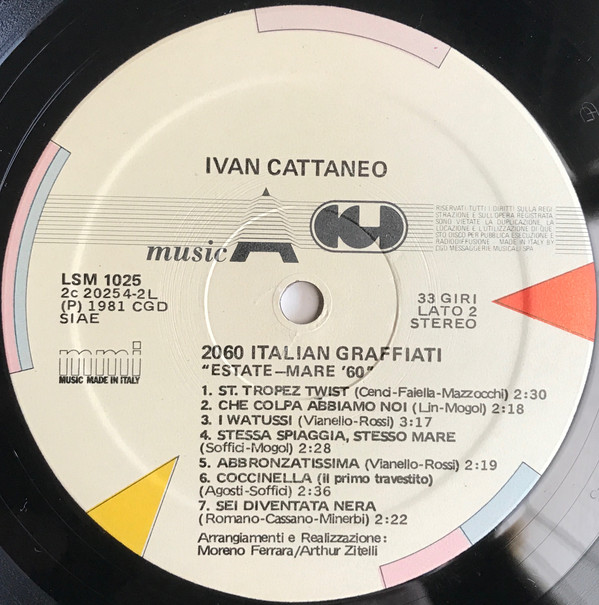 IVAN CATTANEO
music A
RISERVATI TUTTI I DIRITTI SULLA REGI
STRAZIONE E SULL'OPERA REGISTRATA
SONO VIETATE LA DUPLICAZIONE, LA
LOCAZIONE E L'UTILIZZAZIONE DI QUE
STO DISCO PER PUBBLICA ESECUZIONE E
RADIODIFFUSIONE. MADE IN ITALY BY
CGD MESSAGGERIE MUSICALI SPA
LSM 1025
2c 20254-2L
(P) 1981 CGD
SIAE
33 GIRI
LATO 2
STEREO
mmi
MUSIC MADE IN ITALY
2060 ITALIAN GRAFFIATI
"ESTATE—MARE '60"
1. ST. TROPEZ TWIST (Cenci-Faiella-Mazzocchi) 2:30
2. CHE COLPA ABBIAMO NOI (Lin-Mogol) 2:18
3. I WATUSSI (Vianello-Rossi) 3:17
4. STESSA SPIAGGIA, STESSO MARE
(Soffici-Mogol) 2:28
5. ABBRONZATISSIMA (Vianello-Rossi) 2:19
6. COCCINELLA (il primo travestito)
(Agosti-Soffici) 2:36
7. SEI DIVENTATA NERA
(Romano-Cassano-Minerbi) 2:22
Arrangiamenti e Realizzazione:
Moreno Ferrara/Arthur Zitelli